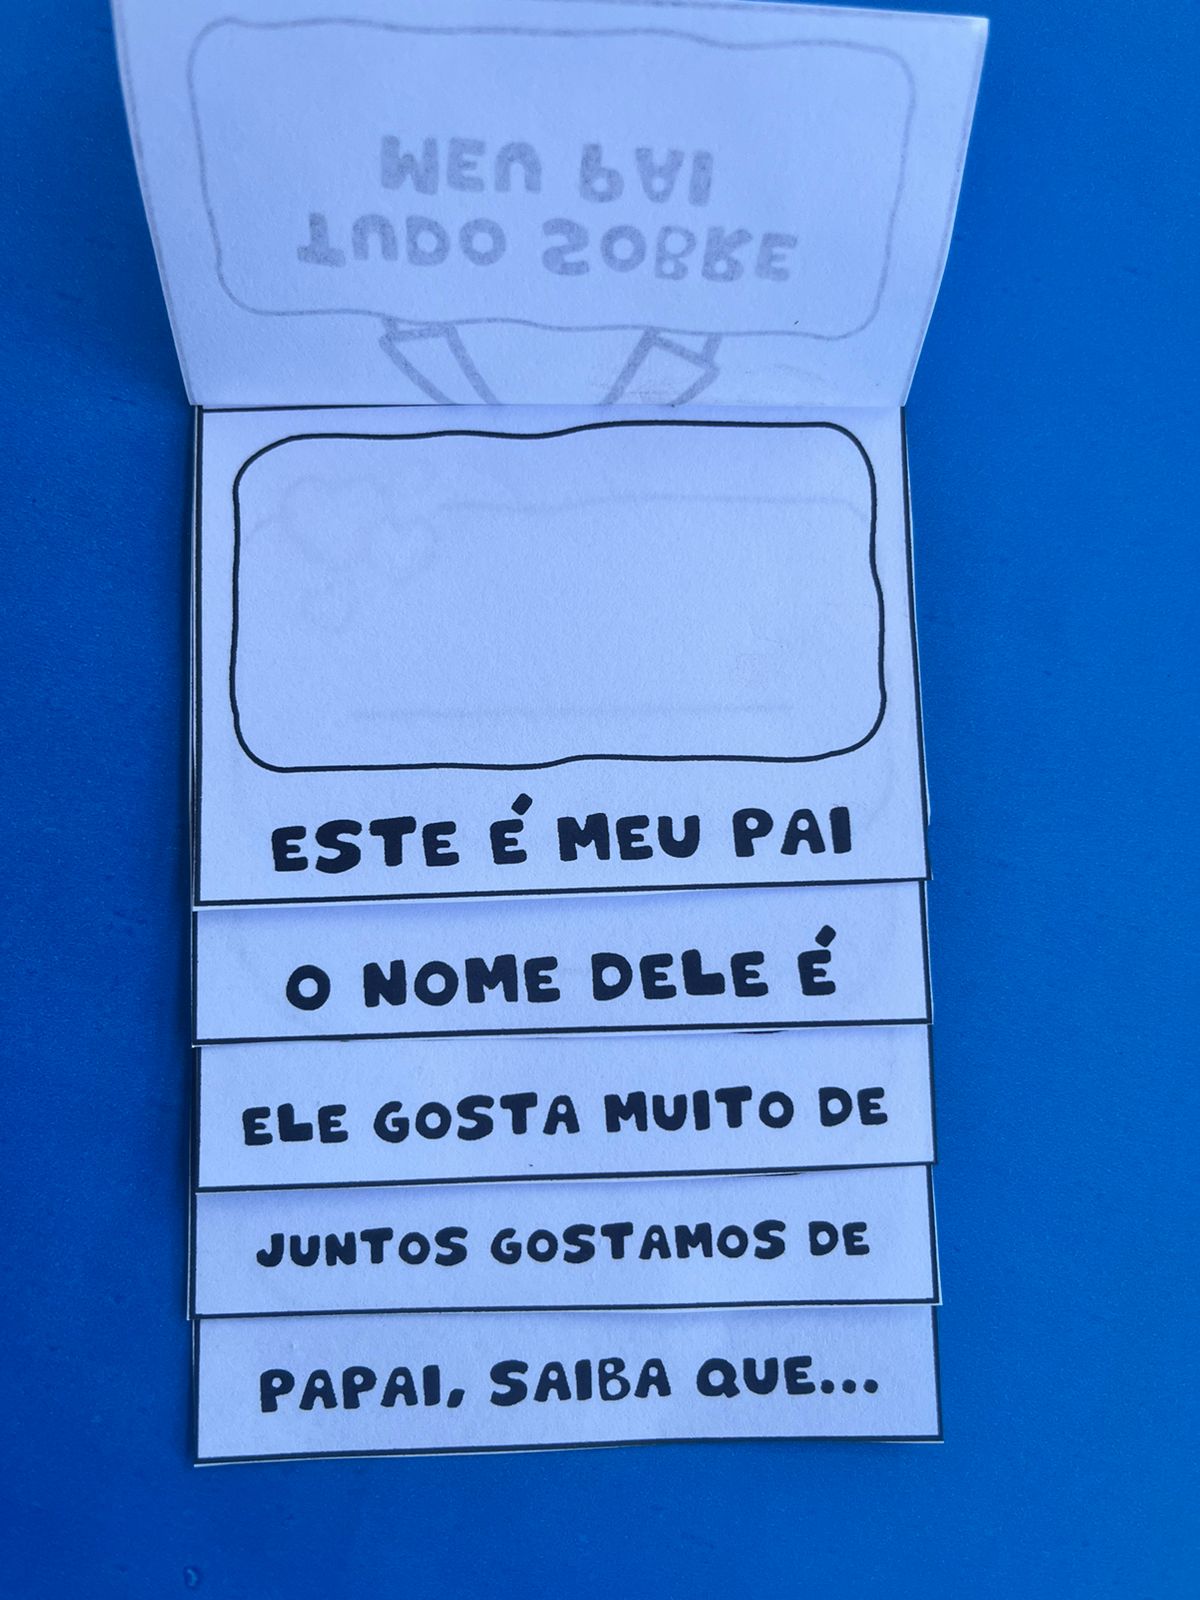 TUDO SOBRE
MEU PAI
ESTE É MEU PAI
O NOME DELE É
ELE GOSTA MUITO DE
JUNTOS GOSTAMOS DE
PAPAI, SAIBA QUE...